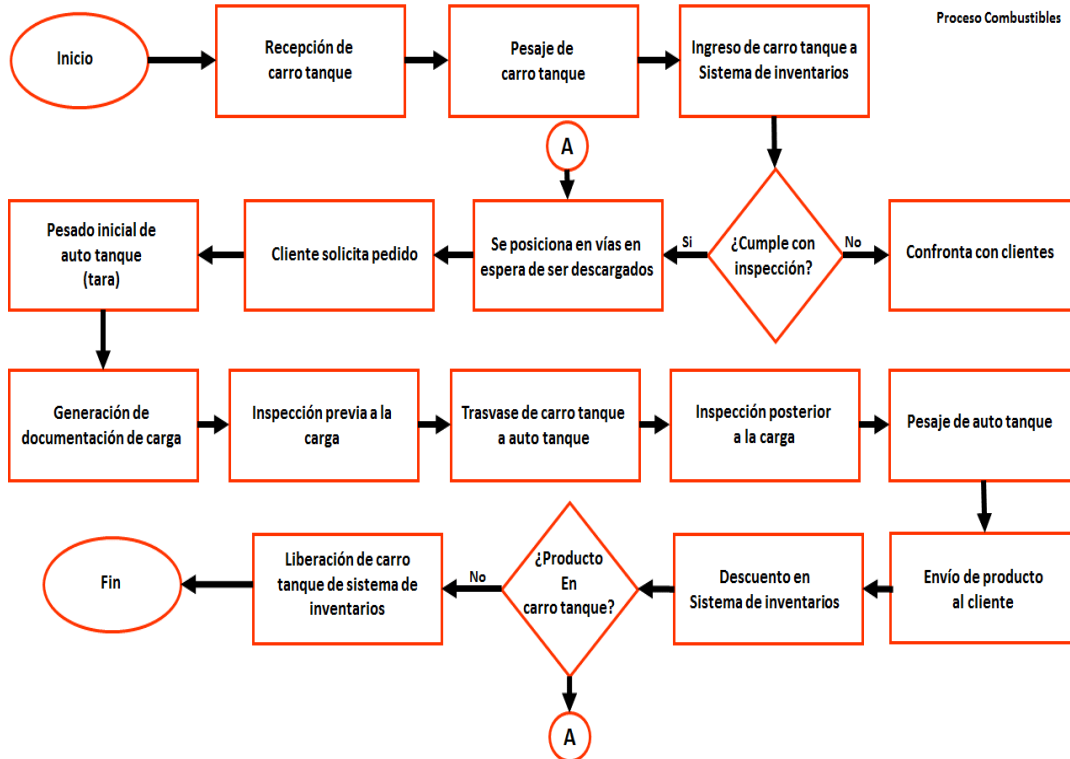 Proceso Combustibles
Inicio
Recepción de
carro tanque
Pesaje de
carro tanque
Ingreso de carro tanque a
Sistema de inventarios
A
Pesado inicial de
auto tanque
(tara)
Cliente solicita pedido
Se posiciona en vías en
espera de ser descargados
Si
¿Cumple con
inspección?
No
Confronta con clientes
Generación de
documentación de carga
Inspección previa a la
carga
Trasvase de carro tanque
a auto tanque
Inspección posterior
a la carga
Pesaje de auto tanque
Fin
Liberación de carro
tanque de sistema de
inventarios
No
¿Producto
En
carro tanque?
Descuento en
Sistema de inventarios
Envío de producto
al cliente
A